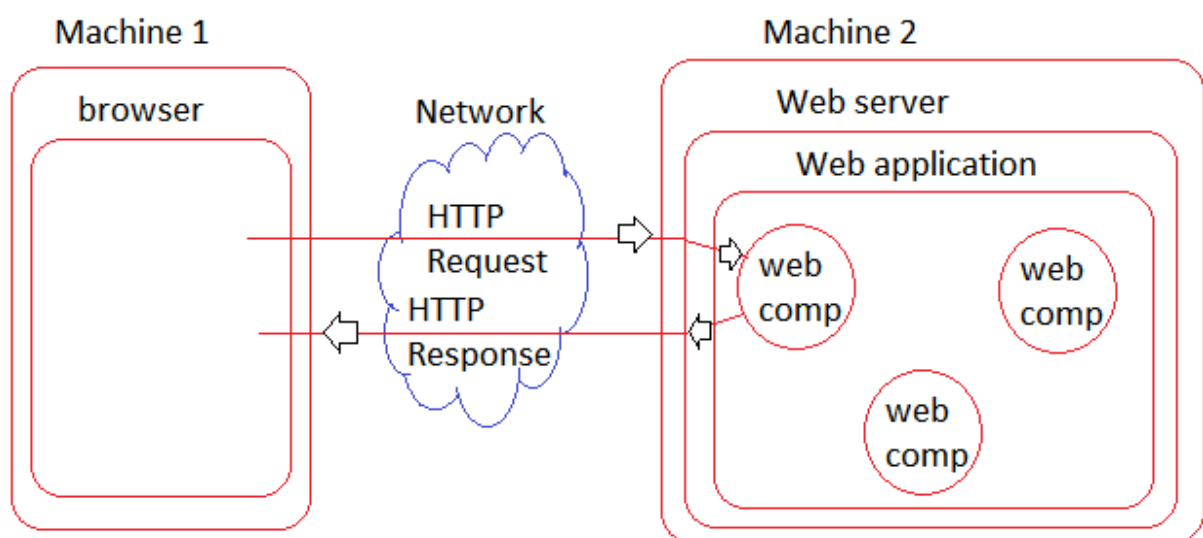 Machine 1
Machine 2
browser
Network
Web server
Web application
HTTP
Request
HTTP
Response
web
comp
web
comp
web
comp